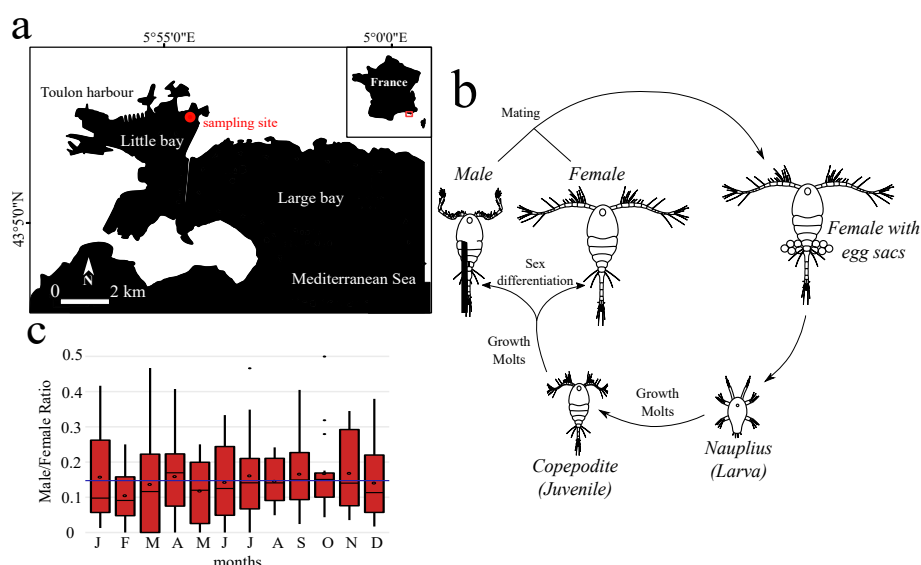 a
5°55'0"E
5°0'0"E
France
Toulon harbour
sampling site
Little bay
Large bay
43°5'0"N
N
0 2 km
Mediterranean Sea
b
Mating
Male
Female
Female with
egg sacs
Sex
differentiation
Growth
Molts
Growth
Molts
Copepodite
(Juvenile)
Nauplius
(Larva)
c
Male/Female Ratio
0.5
0.4
0.3
0.2
0.1
0
J F M A M J J A S O N D
months